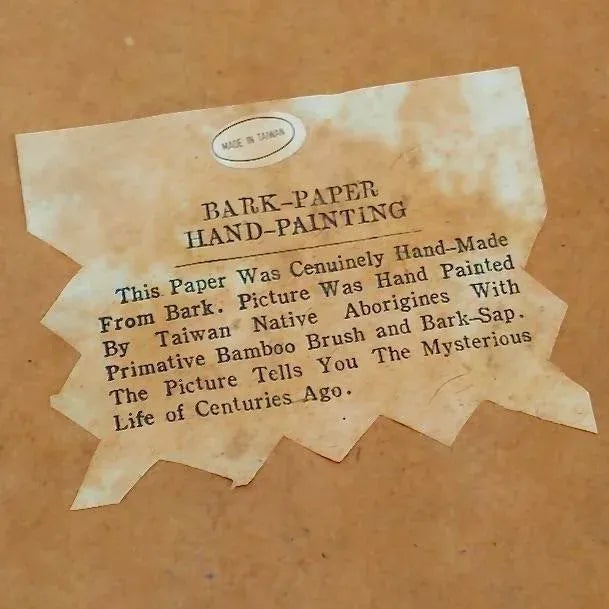 MADE IN TAIWAN
BARK-PAPER
HAND-PAINTING
This Paper Was Cenuinely Hand-Made
From Bark. Picture Was Hand Painted
By Taiwan Native Aborigines With
Primative Bamboo Brush and Bark-Sap.
The Picture Tells You The Mysterious
Life of Centuries Ago.